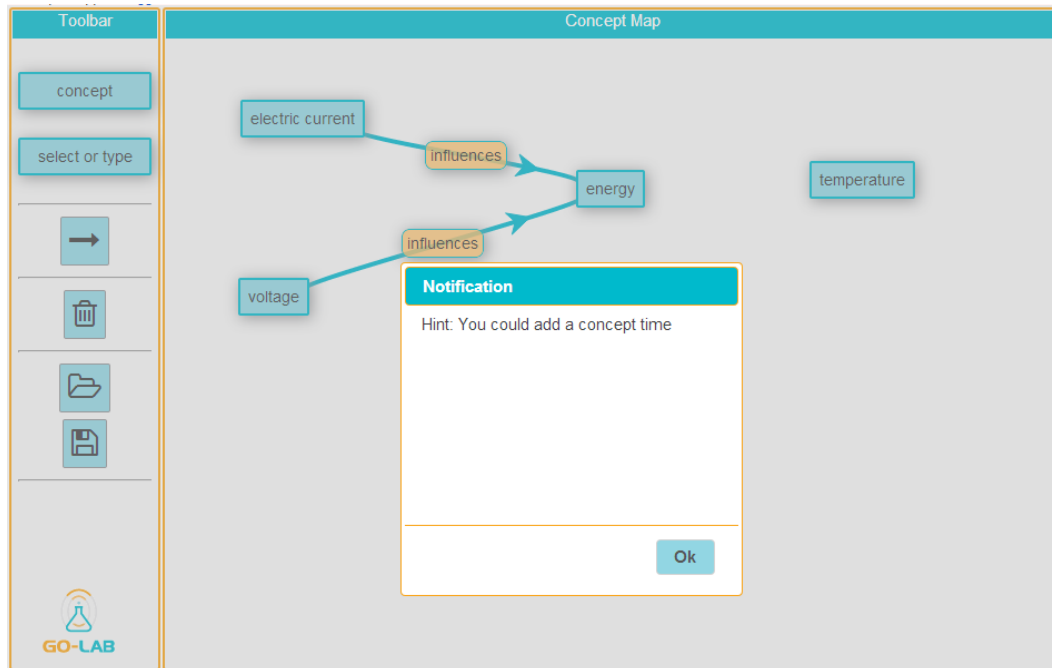 Toolbar
Concept Map
concept
select or type
electric current
influences
energy
temperature
influences
voltage
Notification
Hint: You could add a concept time
Ok
GO-LAB